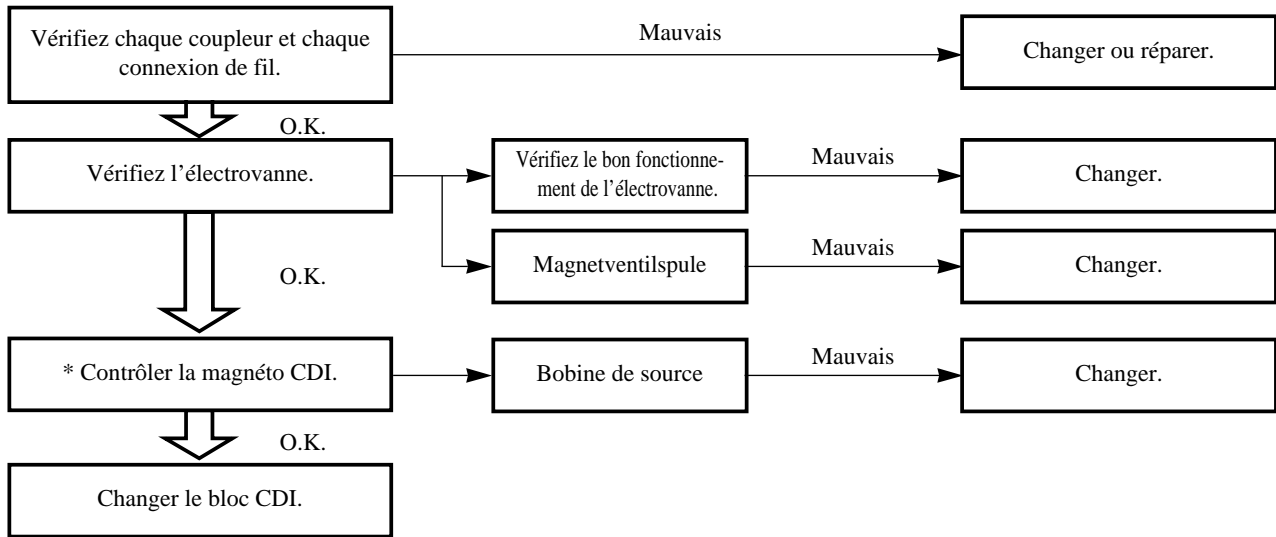 Vérifiez chaque coupleur et chaque
connexion de fil.
Mauvais
Changer ou réparer.
O.K.
Vérifiez l’électrovanne.
Vérifiez le bon fonctionne-
ment de l’électrovanne.
Mauvais
Changer.
Magnetventilspule
Mauvais
Changer.
O.K.
* Contrôler la magnéto CDI.
Bobine de source
Mauvais
Changer.
O.K.
Changer le bloc CDI.